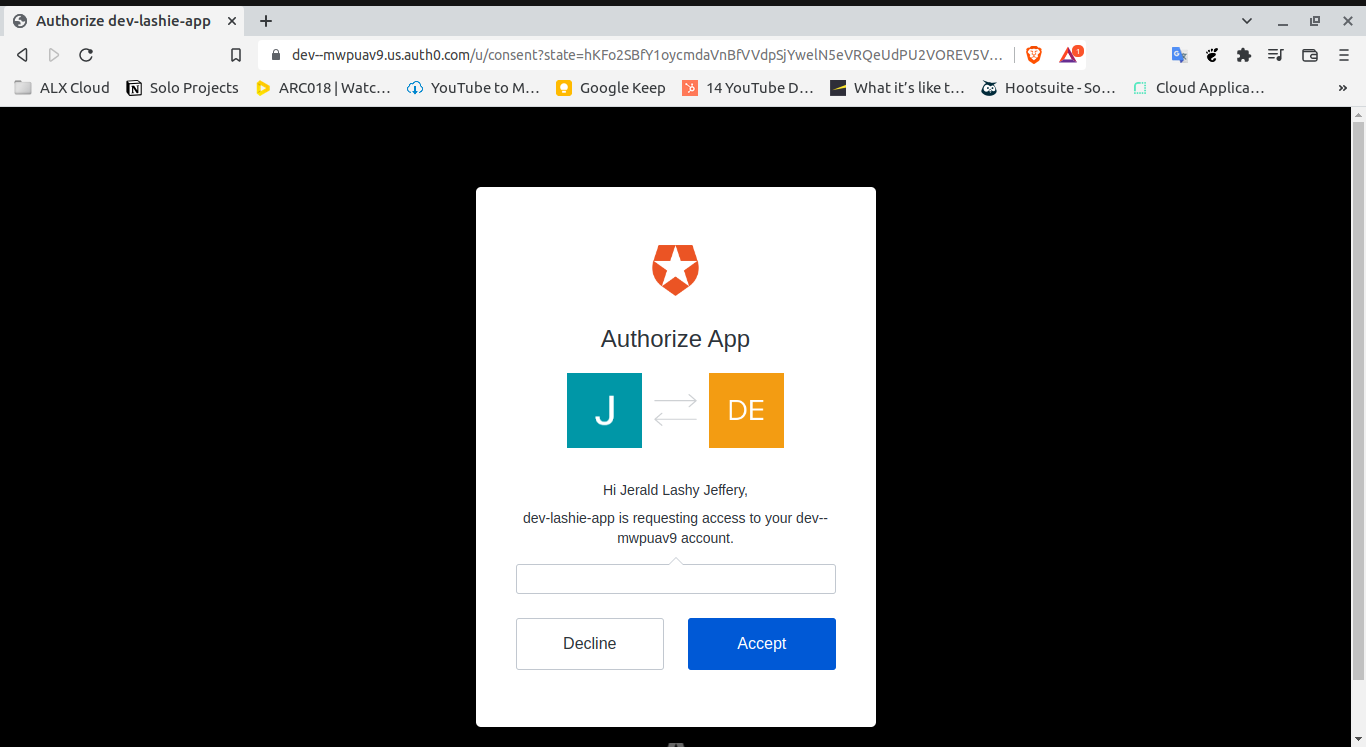 Authorize dev-lashie-app
dev--mwpuav9.us.auth0.com/u/consent?state=hKFo2SBfY1oycmdaVnBfVVdpSjYwelN5eVRQeUdPU2VOREV5V…
1
ALX Cloud
Solo Projects
ARC018 | Watc…
YouTube to M…
Google Keep
14 YouTube D…
What it’s like t…
Hootsuite - So…
Cloud Applica…
»
Authorize App
J
DE
Hi Jerald Lashy Jeffery,
dev-lashie-app is requesting access to your dev--
mwpuav9 account.
Decline
Accept